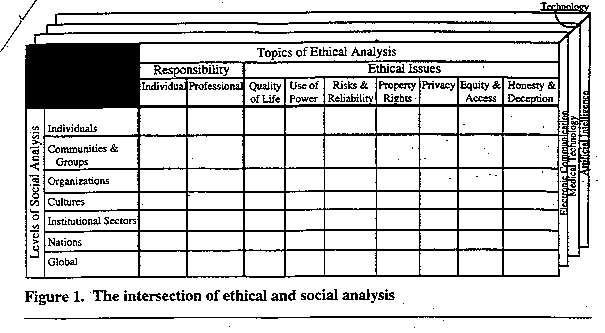 Technology
Topics of Ethical Analysis
Responsibility
Ethical Issues
Individual
Professional
Quality of Life
Use of Power
Risks & Reliability
Property Rights
Privacy
Equity & Access
Honesty & Deception
Levels of Social Analysis
Individuals
Communities &
Groups
Organizations
Cultures
Institutional Sectors
Nations
Global
Electronic Communication
Medical Technology
Artificial Intelligence
Figure 1. The intersection of ethical and social analysis